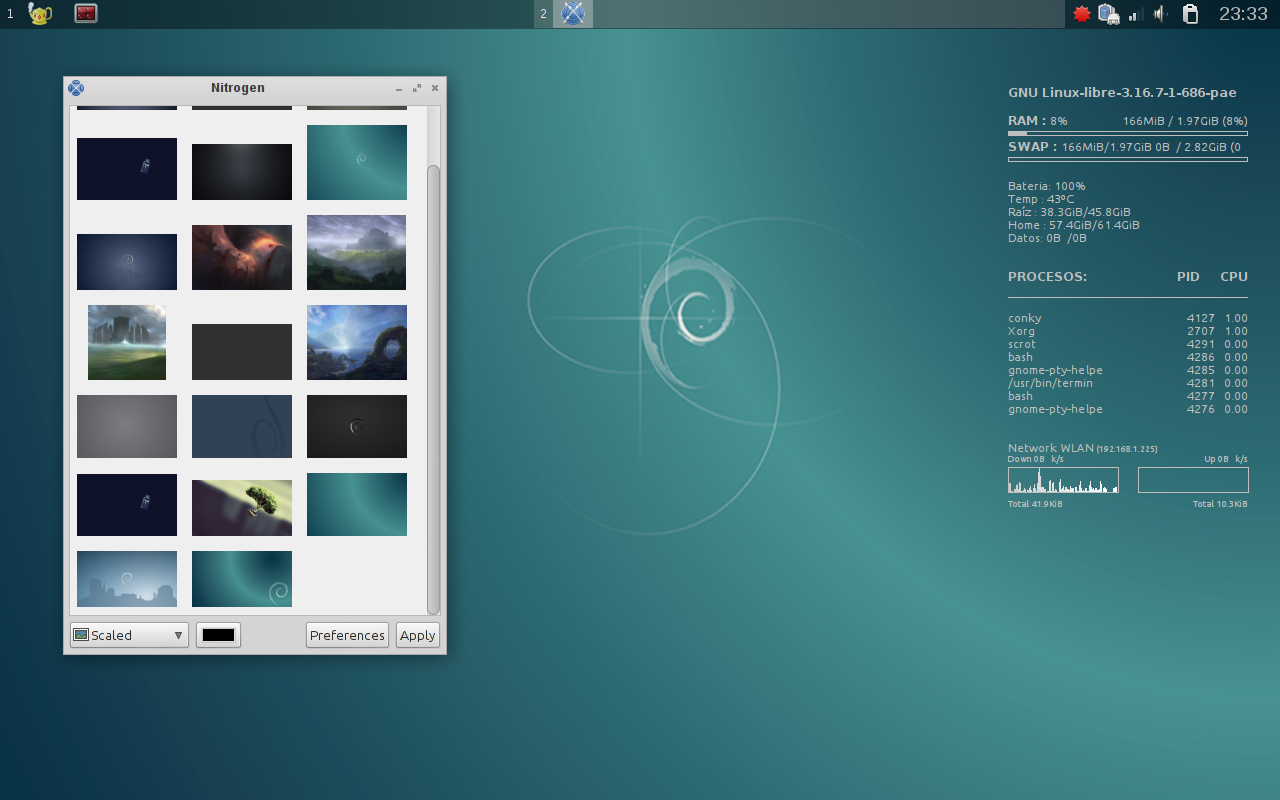 1
2
23:33
Nitrogen
Scaled
Preferences
Apply
GNU Linux-libre-3.16.7-1-686-pae
RAM : 8% 166MiB / 1.97GiB (8%)
SWAP : 166MiB/1.97GiB 0B / 2.82GiB (0
Bateria: 100%
Temp : 43ºC
Raíz : 38.3GiB/45.8GiB
Home : 57.4GiB/61.4GiB
Datos: 0B /0B
PROCESOS: PID CPU
conky 4127 1.00
Xorg 2707 1.00
scrot 4291 0.00
bash 4286 0.00
gnome-pty-helpe 4285 0.00
/usr/bin/termin 4281 0.00
bash 4277 0.00
gnome-pty-helpe 4276 0.00
Network WLAN (192.168.1.225)
Down 0B k/s Up 0B k/s
Total 41.9KiB Total 10.3KiB